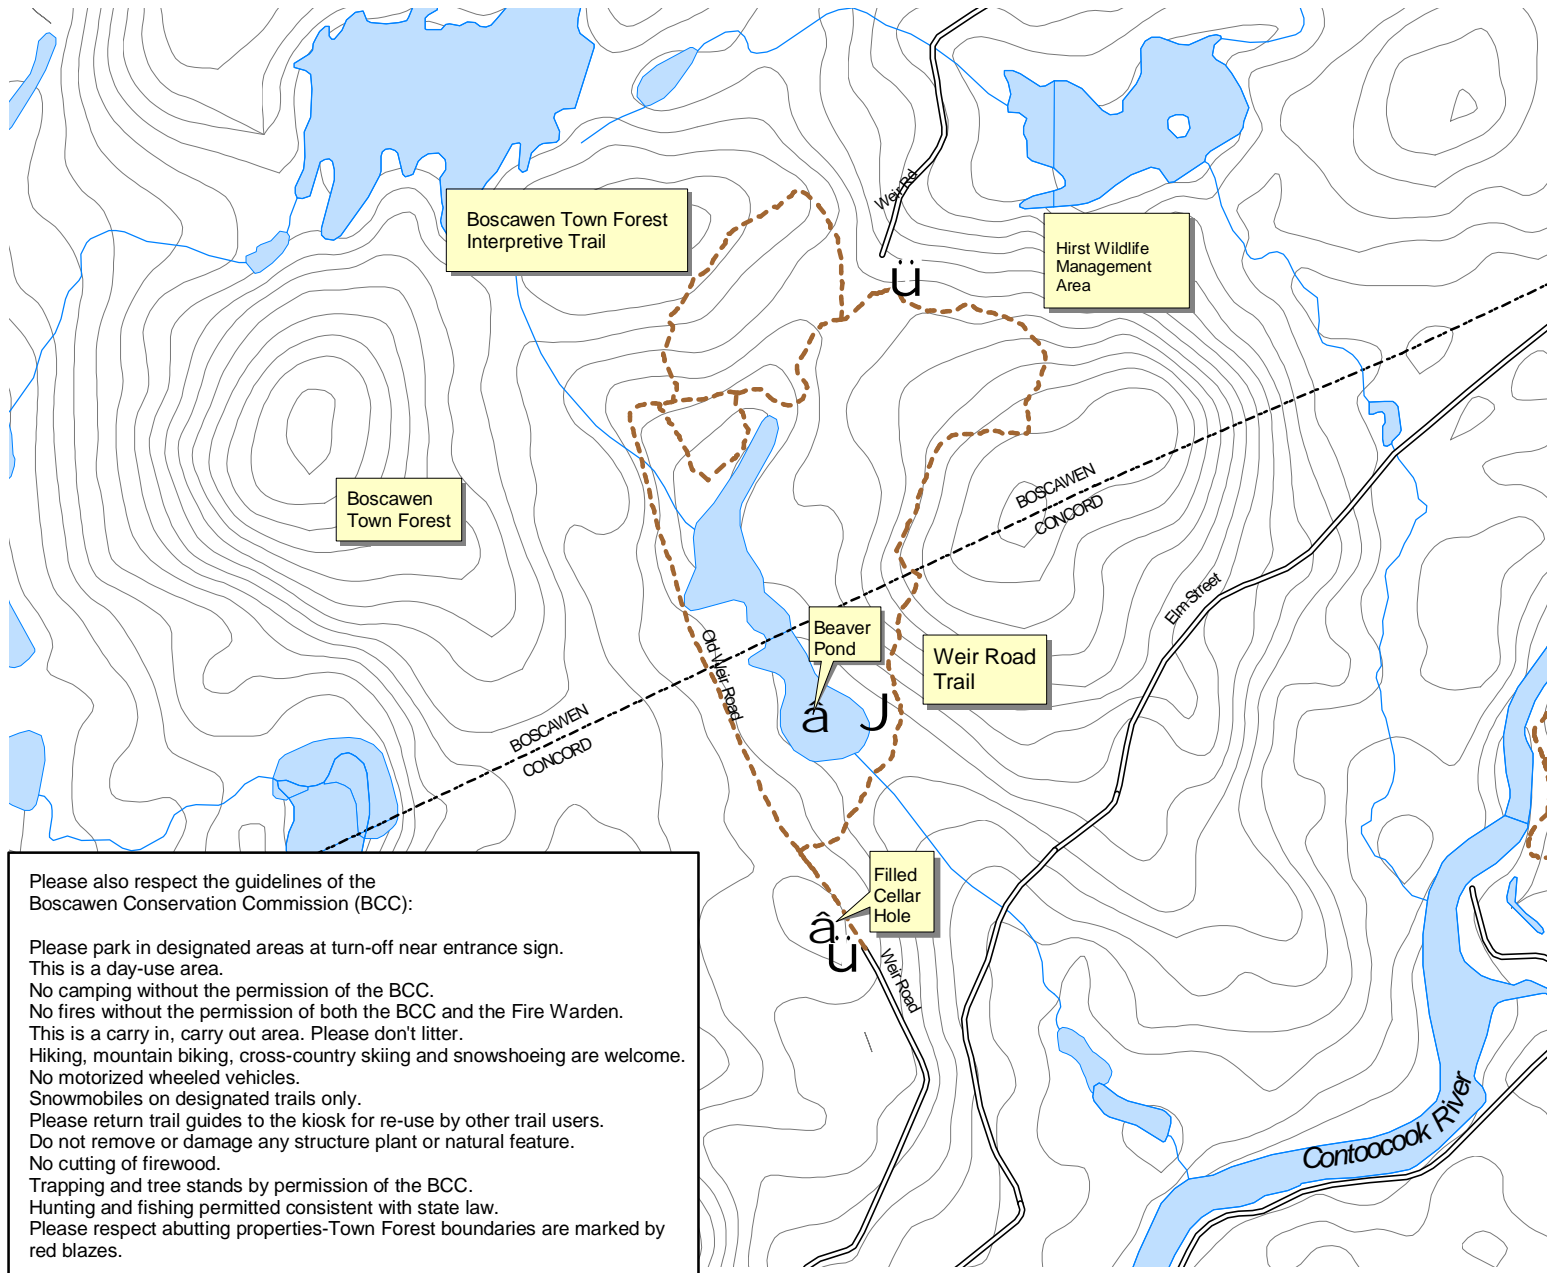 Weir Rd
Boscawen Town Forest
Interpretive Trail
Hirst Wildlife
Management
Area
ü
Boscawen
Town Forest
BOSCAWEN
CONCORD
Elm Street
Beaver
Pond
Weir Road
Trail
Old Weir Road
â
J
BOSCAWEN
CONCORD
Filled
Cellar
Hole
â
ü
Weir Road
Contoocook River
Please also respect the guidelines of the
Boscawen Conservation Commission (BCC):
Please park in designated areas at turn-off near entrance sign.
This is a day-use area.
No camping without the permission of the BCC.
No fires without the permission of both the BCC and the Fire Warden.
This is a carry in, carry out area. Please don't litter.
Hiking, mountain biking, cross-country skiing and snowshoeing are welcome.
No motorized wheeled vehicles.
Snowmobiles on designated trails only.
Please return trail guides to the kiosk for re-use by other trail users.
Do not remove or damage any structure plant or natural feature.
No cutting of firewood.
Trapping and tree stands by permission of the BCC.
Hunting and fishing permitted consistent with state law.
Please respect abutting properties-Town Forest boundaries are marked by
red blazes.